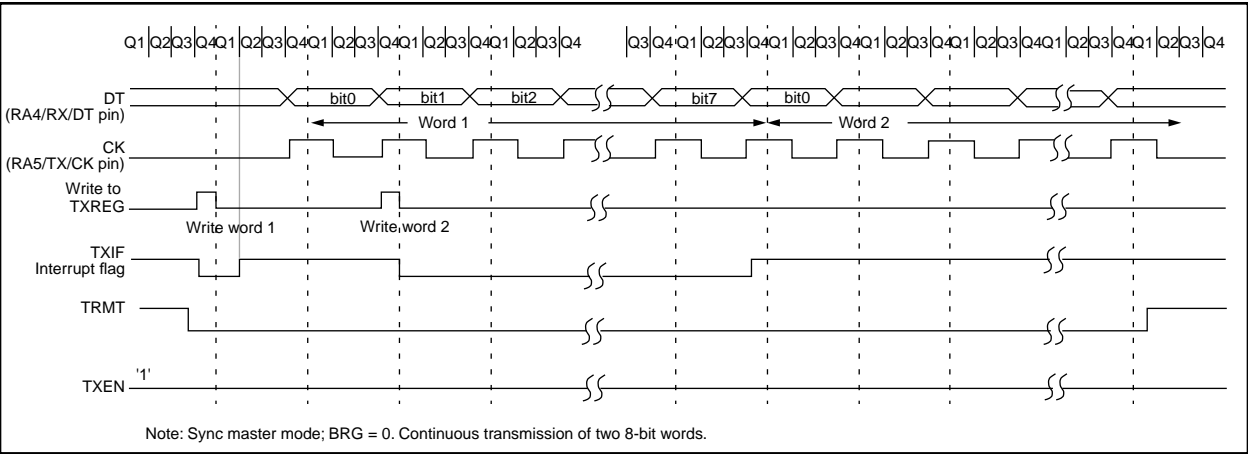 Q1 Q2 Q3 Q4 Q1 Q2 Q3 Q4 Q1 Q2 Q3 Q4 Q1 Q2 Q3 Q4 Q1 Q2 Q3 Q4 Q3 Q4 Q1 Q2 Q3 Q4 Q1 Q2 Q3 Q4 Q1 Q2 Q3 Q4 Q1 Q2 Q3 Q4 Q1 Q2 Q3 Q4 Q1 Q2 Q3 Q4
DT
(RA4/RX/DT pin)
bit0 bit1 bit2 bit7 bit0
Word 1 Word 2
CK
(RA5/TX/CK pin)
Write to
TXREG
Write word 1 Write word 2
TXIF
Interrupt flag
TRMT
TXEN '1'
Note: Sync master mode; BRG = 0. Continuous transmission of two 8-bit words.